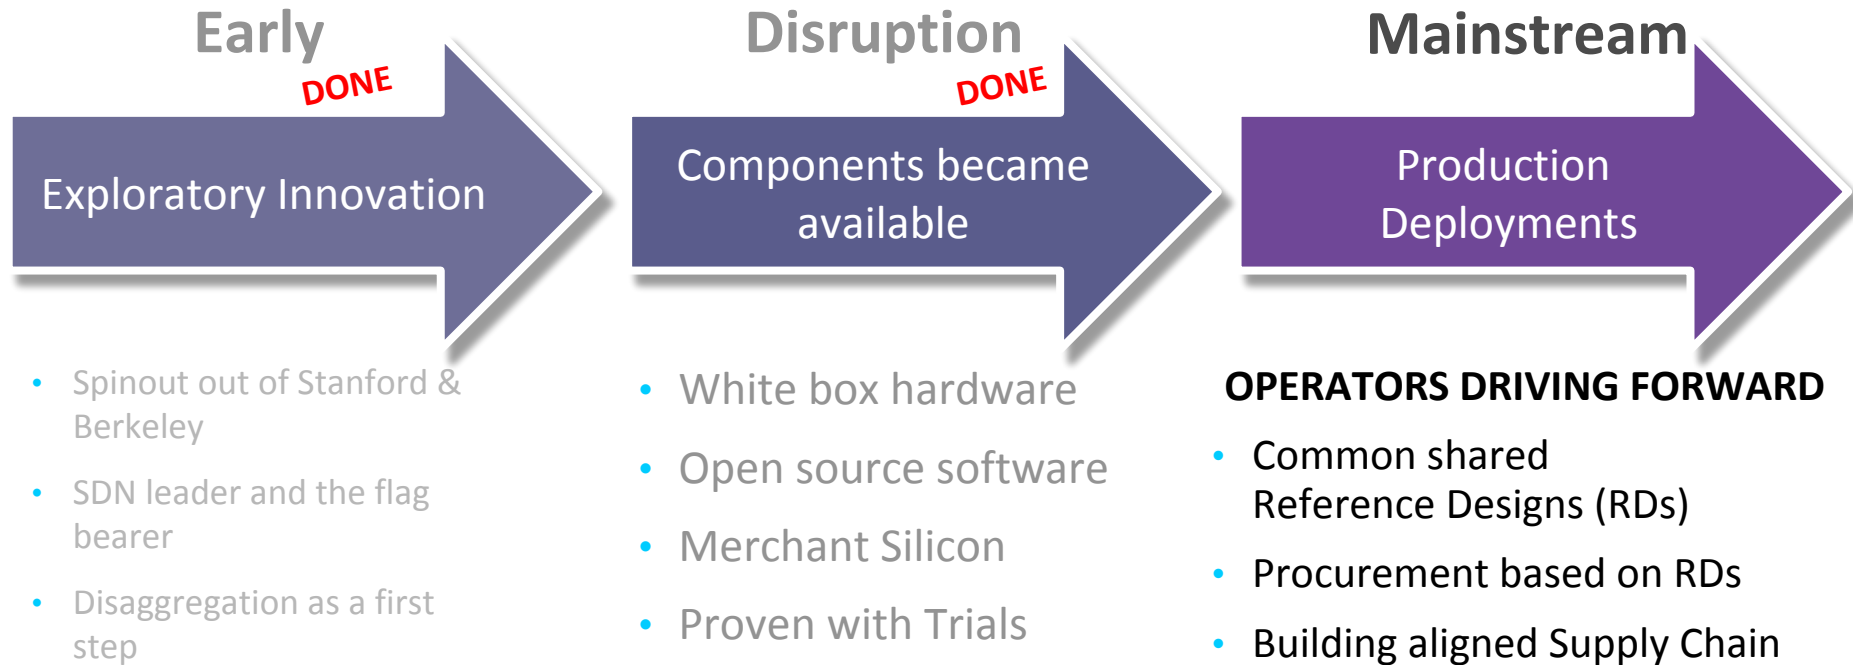 Early
DONE
Exploratory Innovation
• Spinout out of Stanford &
Berkeley
• SDN leader and the flag
bearer
• Disaggregation as a first
step
Disruption
DONE
Components became
available
• White box hardware
• Open source software
• Merchant Silicon
• Proven with Trials
Mainstream
Production
Deployments
OPERATORS DRIVING FORWARD
• Common shared
Reference Designs (RDs)
• Procurement based on RDs
• Building aligned Supply Chain